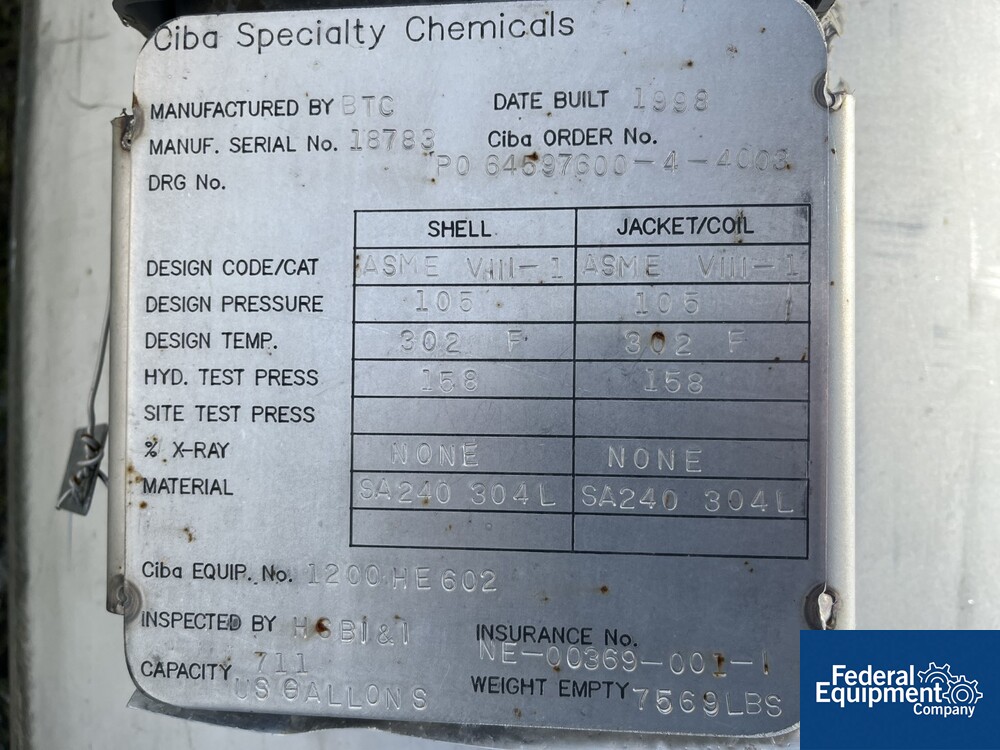 Ciba Specialty Chemicals
MANUFACTURED BY BTC DATE BUILT 1998
MANUF. SERIAL No. 18783 Ciba ORDER No.
PO 64597600-4-4003
DRG No.
SHELL JACKET/COIL
DESIGN CODE/CAT ASME VIII-1 ASME VIII-1
DESIGN PRESSURE 105 105
DESIGN TEMP. 302 F 302 F
HYD. TEST PRESS 158 158
SITE TEST PRESS
% X-RAY NONE NONE
MATERIAL SA240 304L SA240 304L
Ciba EQUIP. No. 1200 HE 602
INSPECTED BY HSBI&I INSURANCE No.
NE-00369-001-1
CAPACITY 711 WEIGHT EMPTY 7569LBS
US GALLONS
Federal
Equipment
Company